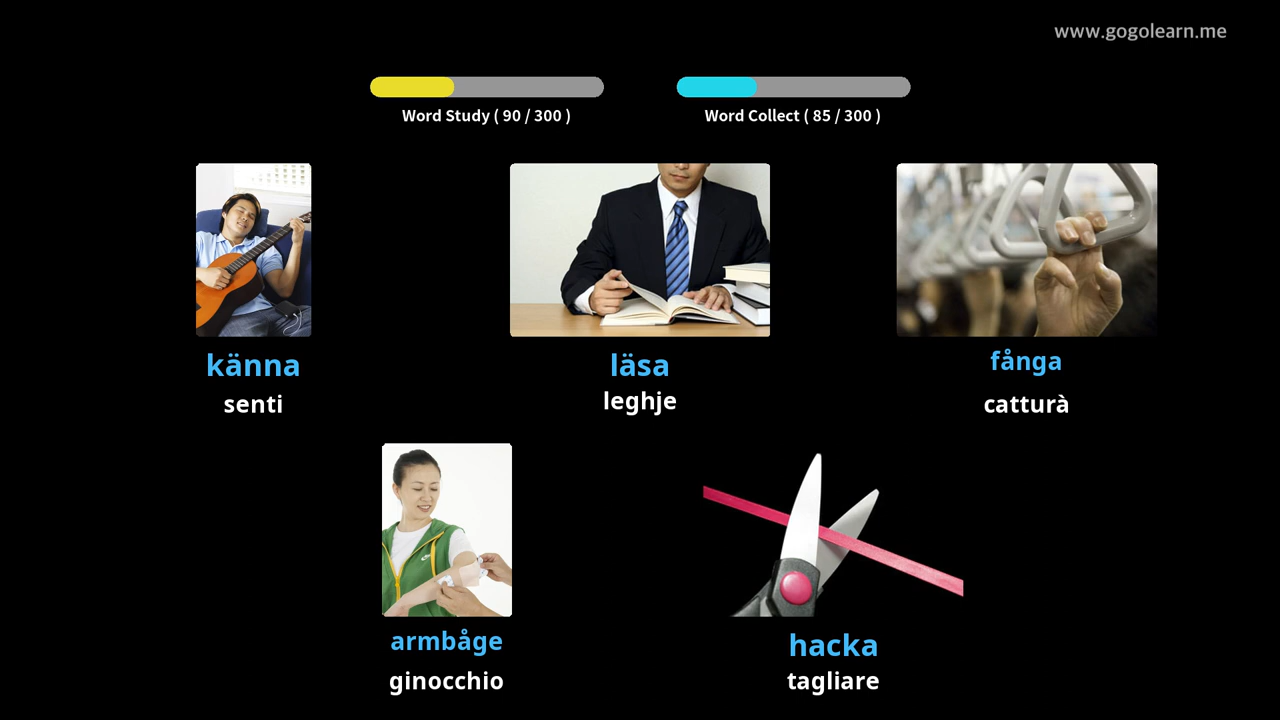 www.gogolearn.me
Word Study ( 90 / 300 )
Word Collect ( 85 / 300 )
känna
senti
läsa
leghje
fånga
catturà
armbåge
ginocchio
hacka
tagliare